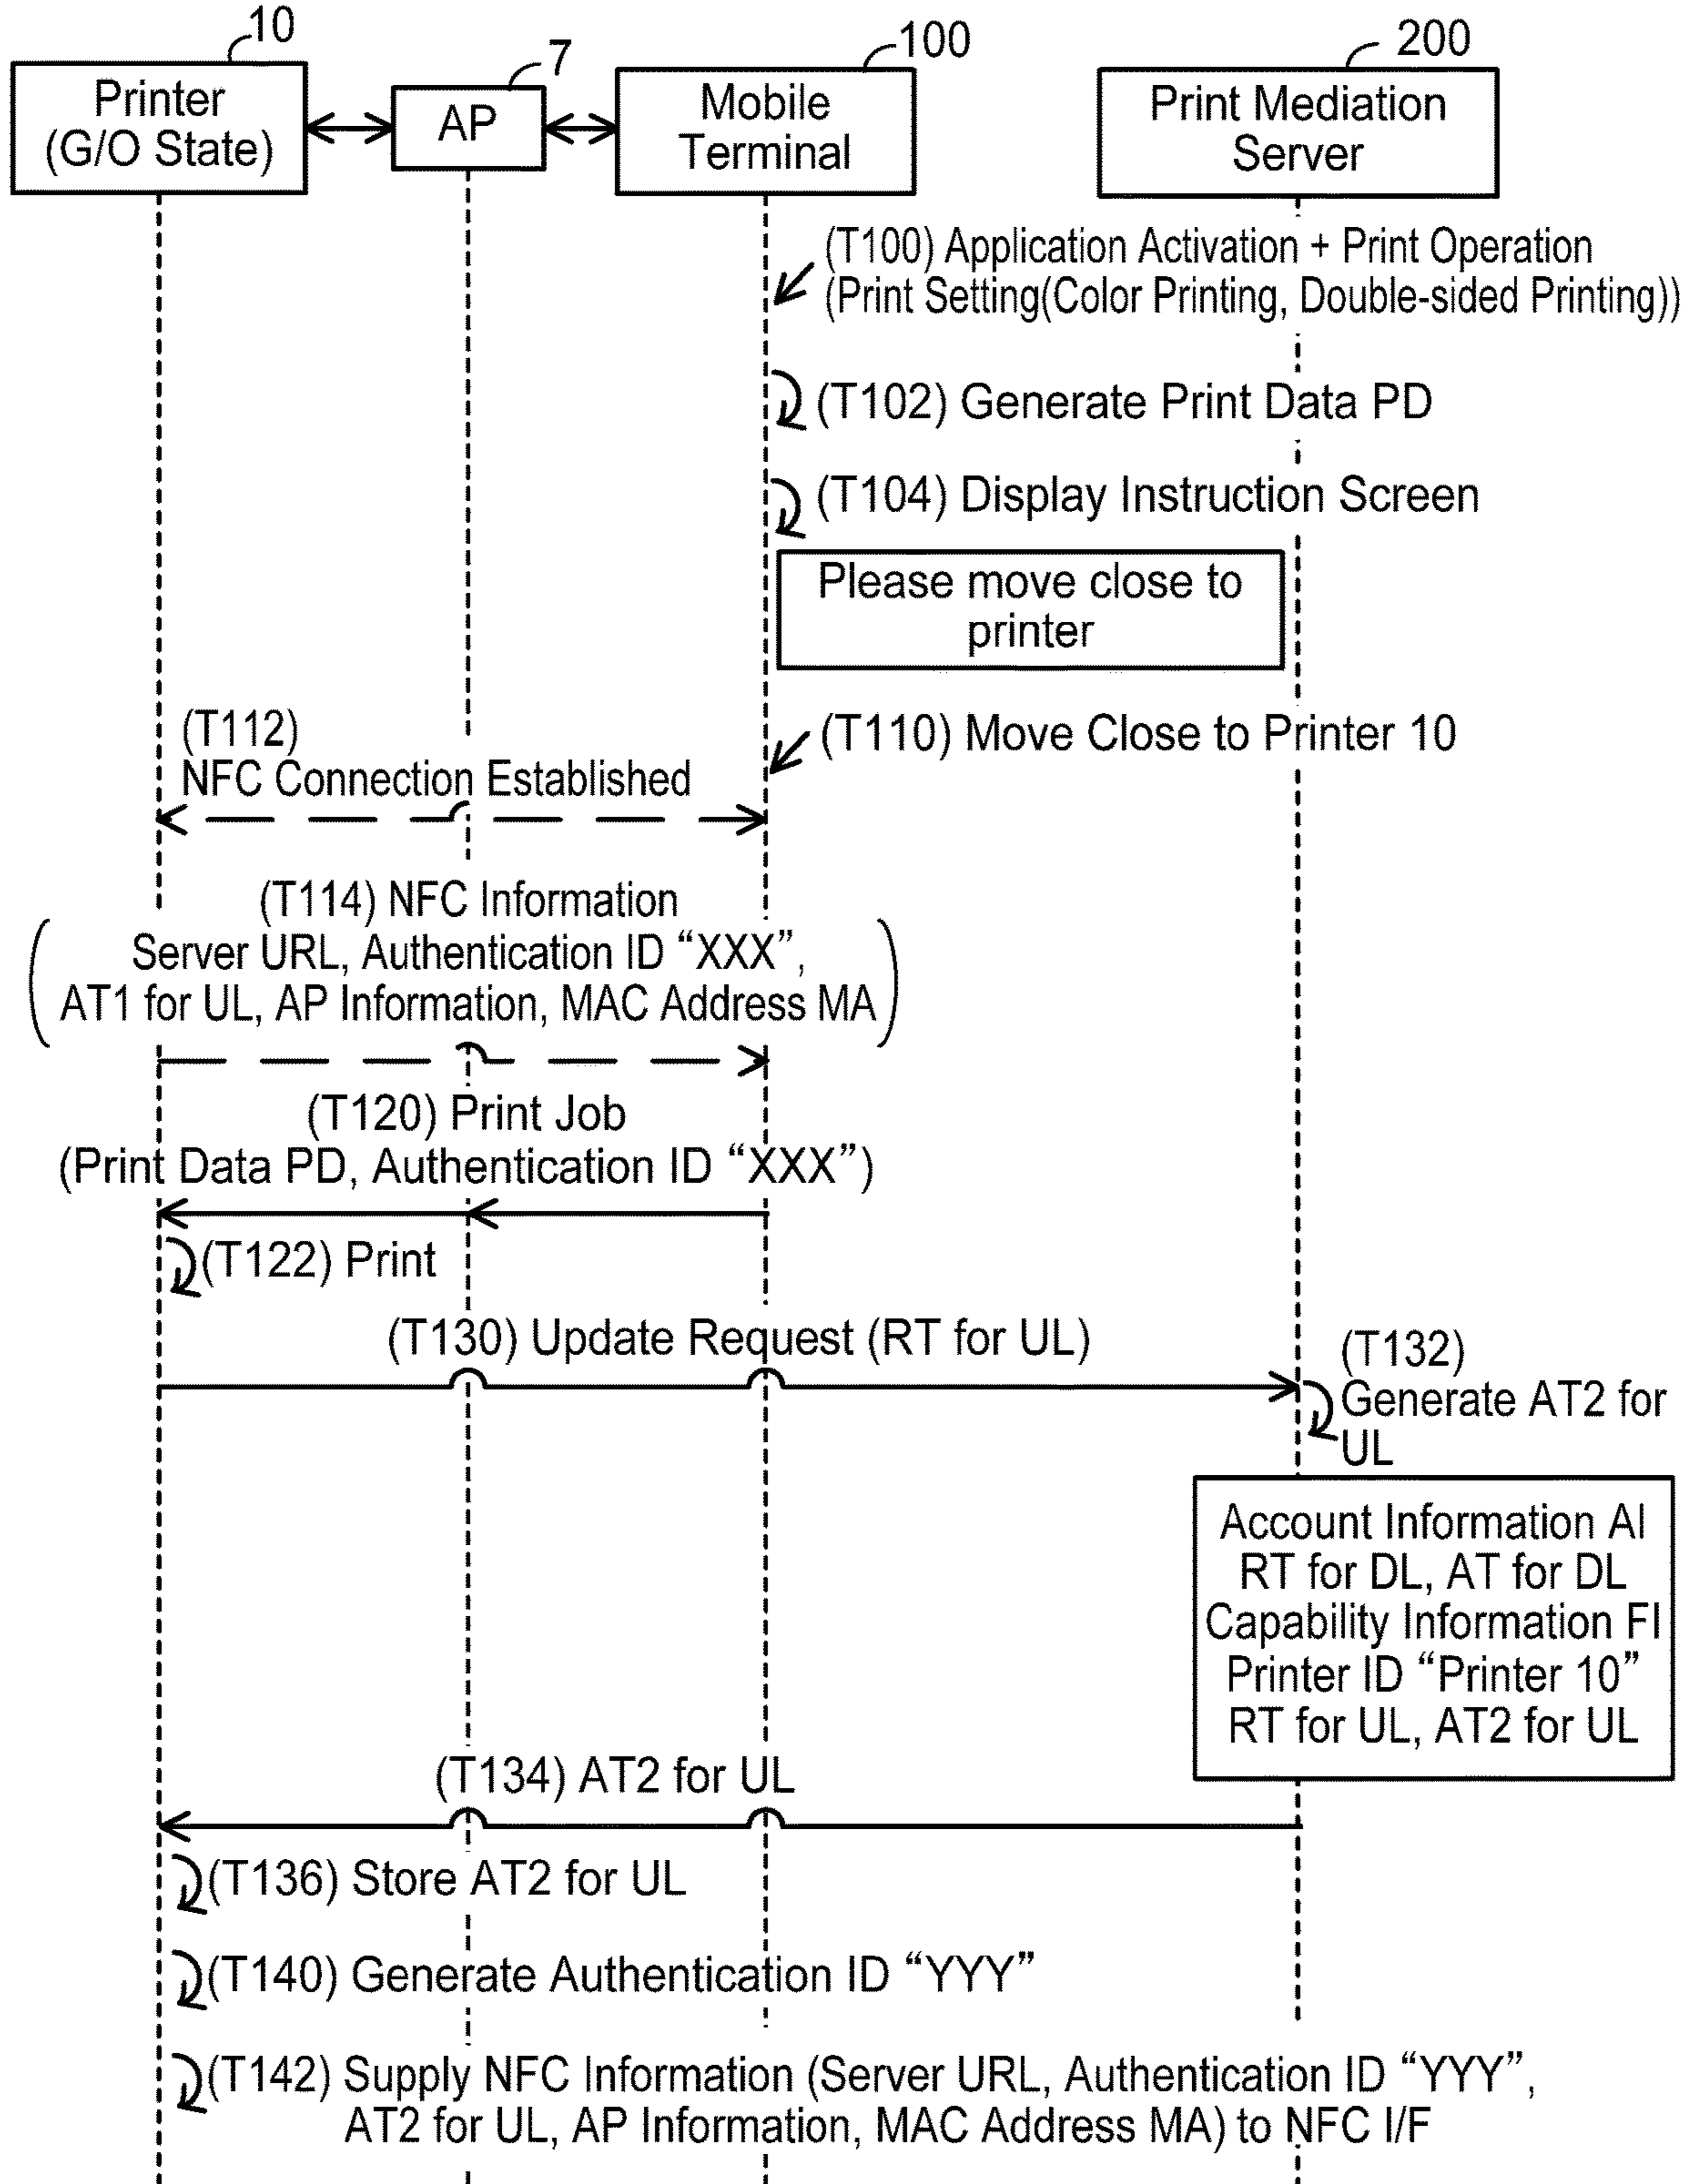 10
7
100
200
Printer
(G/O State)
AP
Mobile
Terminal
Print Mediation
Server
(T100) Application Activation + Print Operation
(Print Setting(Color Printing, Double-sided Printing))
(T102) Generate Print Data PD
(T104) Display Instruction Screen
Please move close to
printer
(T110) Move Close to Printer 10
(T112)
NFC Connection Established
(T114) NFC Information
Server URL, Authentication ID “XXX”,
AT1 for UL, AP Information, MAC Address MA
(T120) Print Job
(Print Data PD, Authentication ID “XXX”)
(T122) Print
(T130) Update Request (RT for UL)
(T132)
Generate AT2 for
UL
Account Information AI
RT for DL, AT for DL
Capability Information FI
Printer ID “Printer 10”
RT for UL, AT2 for UL
(T134) AT2 for UL
(T136) Store AT2 for UL
(T140) Generate Authentication ID “YYY”
(T142) Supply NFC Information (Server URL, Authentication ID “YYY”,
AT2 for UL, AP Information, MAC Address MA) to NFC I/F